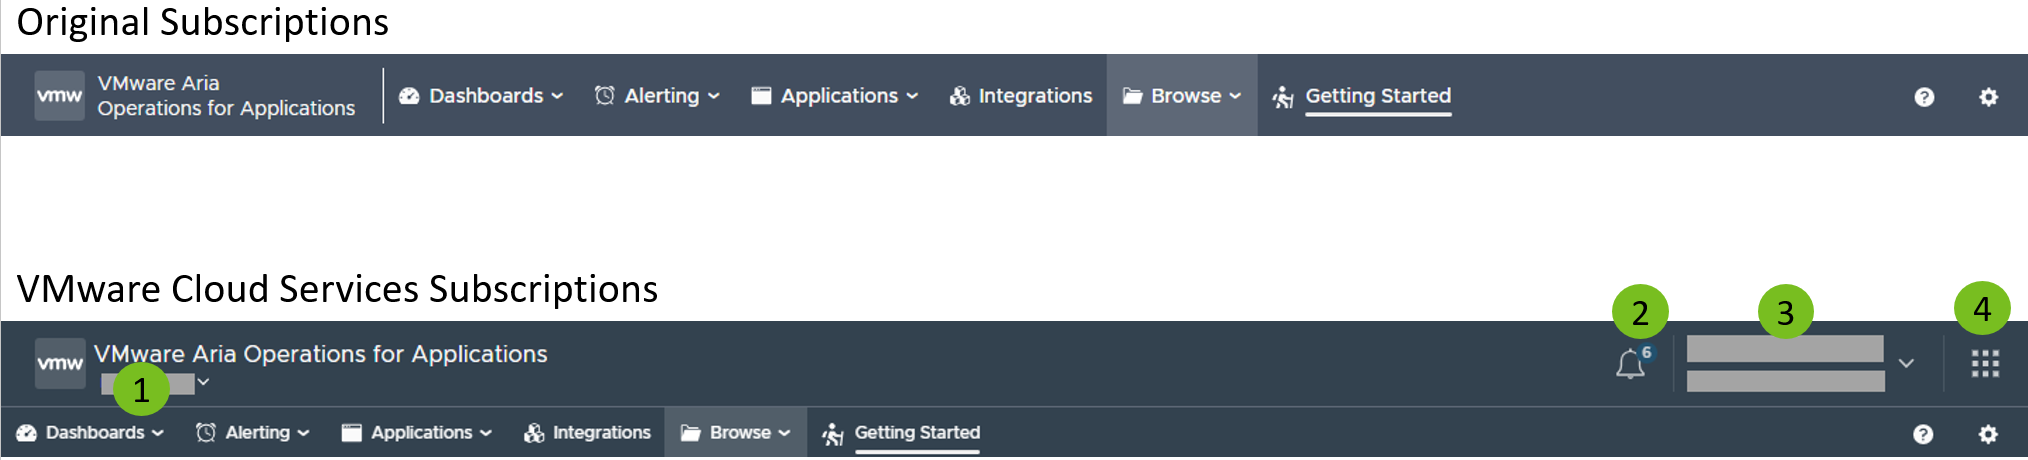 Original Subscriptions
vmw
VMware Aria
Operations for Applications
Dashboards
Alerting
Applications
Integrations
Browse
Getting Started
?
VMware Cloud Services Subscriptions
2
3
4
vmw
VMware Aria Operations for Applications
6
1
Dashboards
Alerting
Applications
Integrations
Browse
Getting Started
?